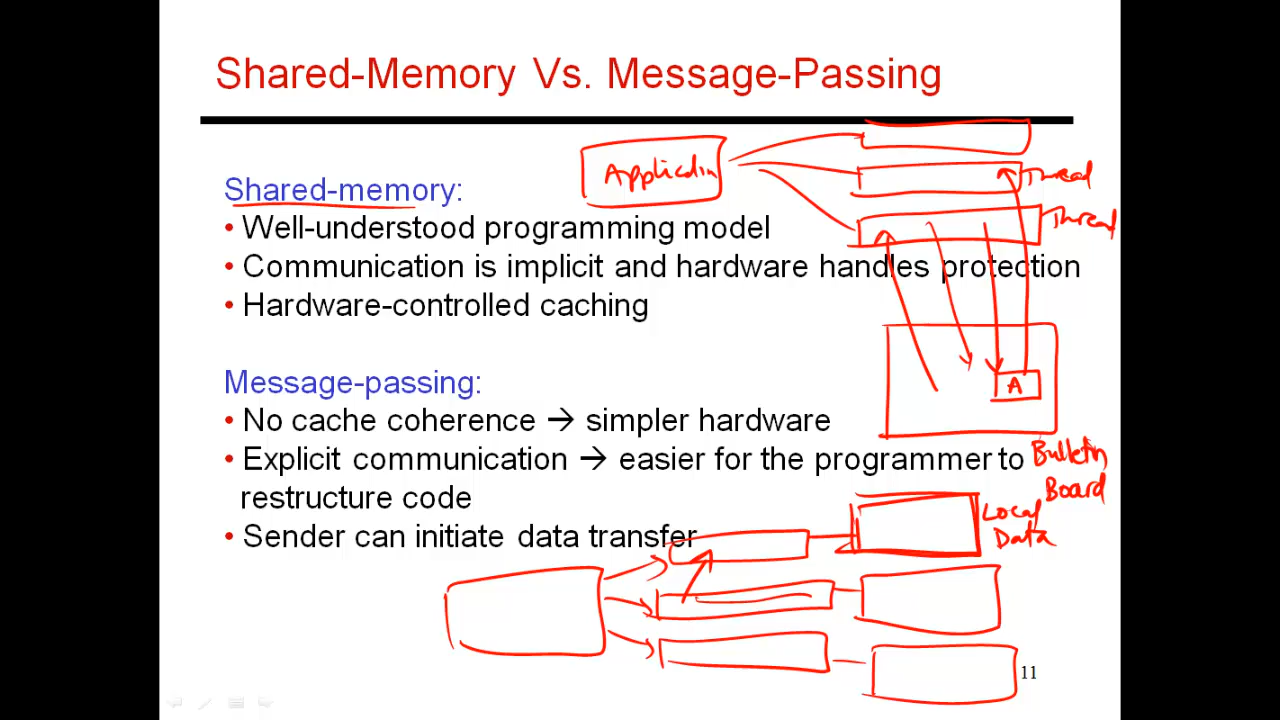 Shared-Memory Vs. Message-Passing
Application
Thread
Thread
Shared-memory:
• Well-understood programming model
• Communication is implicit and hardware handles protection
• Hardware-controlled caching
A
Message-passing:
• No cache coherence → simpler hardware
• Explicit communication → easier for the programmer to
restructure code
Bulletin
Board
• Sender can initiate data transfer
Local
Data
11